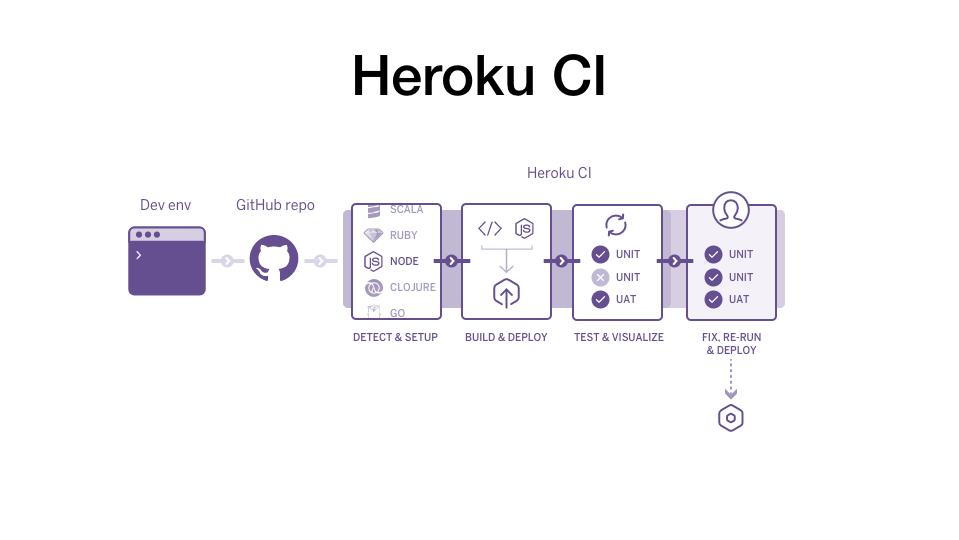 Heroku CI
Heroku CI
Dev env
GitHub repo
SCALA
RUBY
NODE
CLOJURE
GO
DETECT & SETUP
</>
JS
BUILD & DEPLOY
UNIT
UNIT
UAT
TEST & VISUALIZE
UNIT
UNIT
UAT
FIX, RE-RUN
& DEPLOY